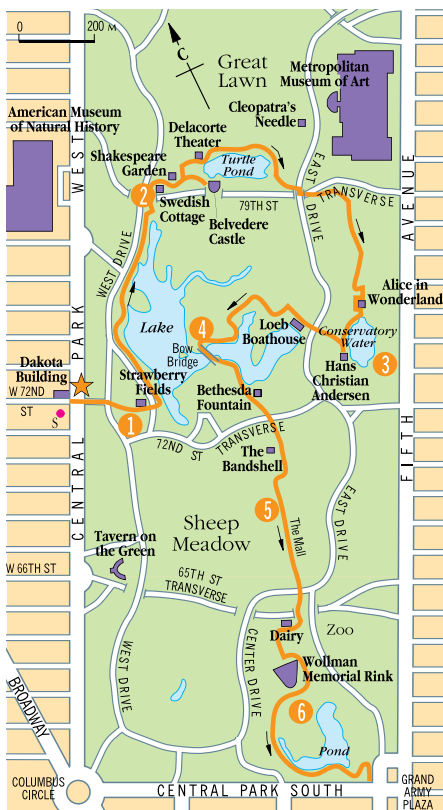 0 200 M
C
Great
Lawn
Metropolitan
Museum of Art
Cleopatra's
Needle
American Museum
of Natural History
Delacorte
Theater
Turtle
Pond
Shakespeare
Garden
2
Swedish
Cottage
79TH ST
TRANSVERSE
Belvedere
Castle
EAST DRIVE
WEST DRIVE
AVENUE
Alice in
Wonderland
Lake
4
Loeb
Boathouse
Conservatory
Water
3
Bow
Bridge
Hans
Christian
Andersen
Dakota
Building
W 72ND
ST
S
Strawberry
Fields
1
Bethesda
Fountain
72ND ST
TRANSVERSE
CENTRAL PARK WEST
FIFTH
The
Bandshell
5
The Mall
EAST DRIVE
Sheep
Meadow
Tavern on
the Green
W 66TH ST
65TH ST
TRANSVERSE
Dairy
Zoo
Wollman
Memorial Rink
WEST DRIVE
CENTER DRIVE
6
Pond
BROADWAY
COLUMBUS
CIRCLE
CENTRAL PARK SOUTH
GRAND
ARMY
PLAZA